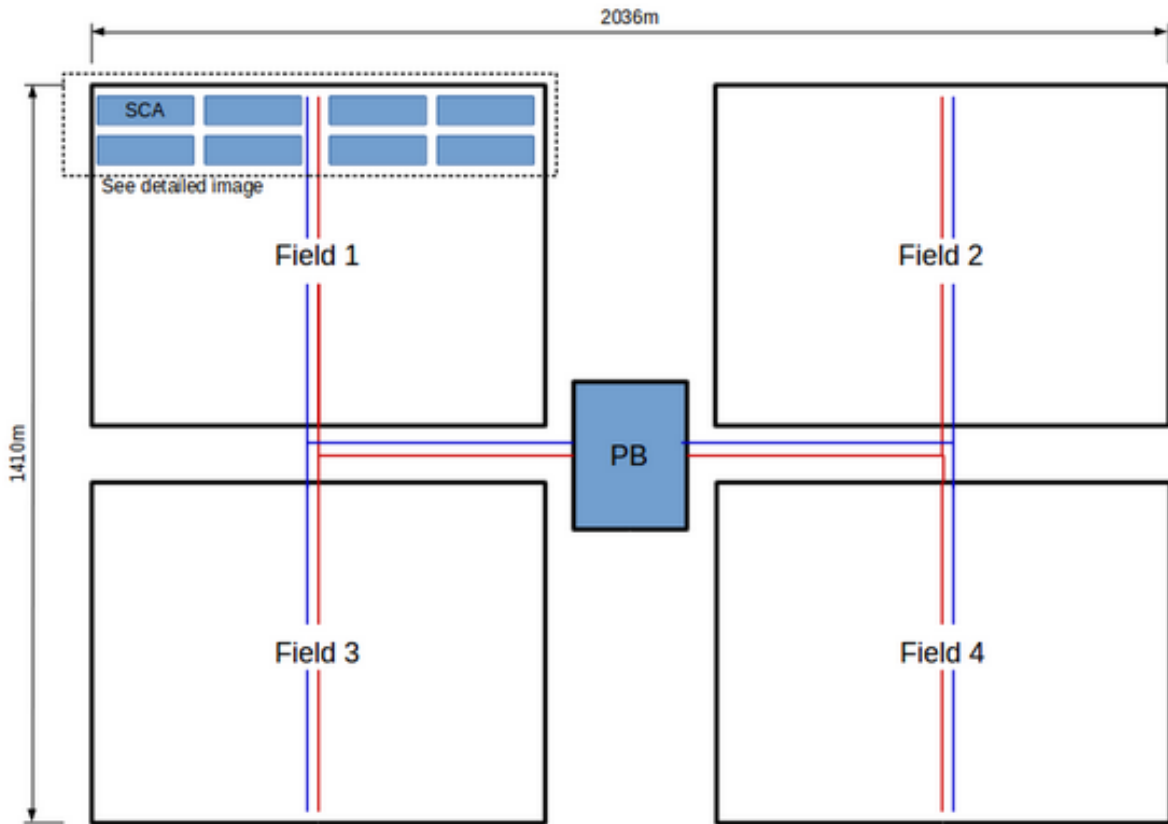 2036m
SCA
See detailed image
Field 1
Field 2
1410m
PB
Field 3
Field 4